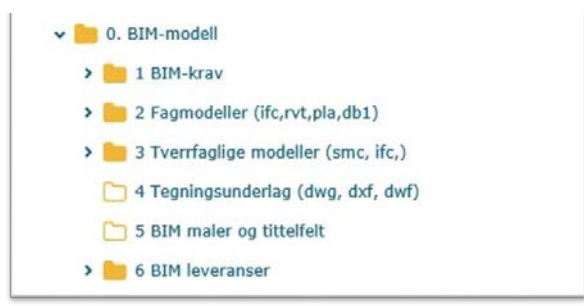 0. BIM-modell
1 BIM-krav
2 Fagmodeller (ifc,rvt,pla,db1)
3 Tverrfaglige modeller (smc, ifc,)
4 Tegningsunderlag (dwg, dxf, dwf)
5 BIM maler og tittelfelt
6 BIM leveranser